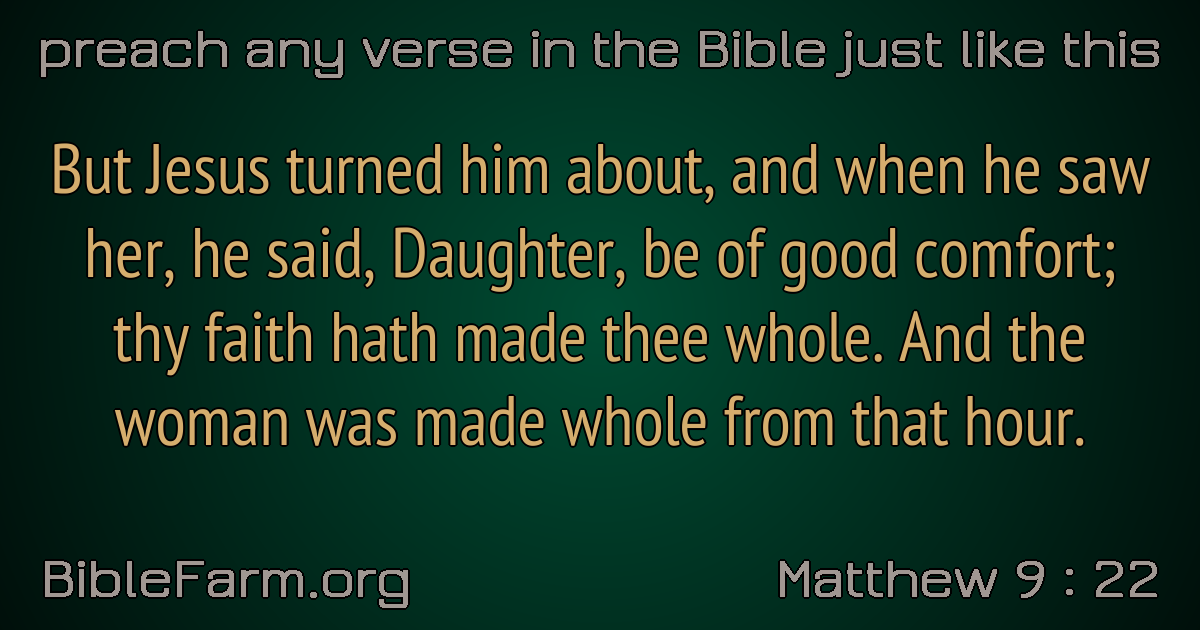 preach any verse in the Bible just like this
But Jesus turned him about, and when he saw
her, he said, Daughter, be of good comfort;
thy faith hath made thee whole. And the
woman was made whole from that hour.
BibleFarm.org
Matthew 9 : 22